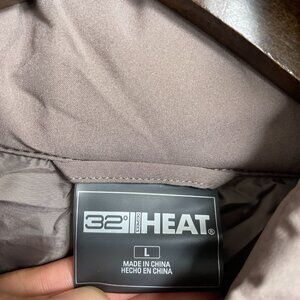 32° HEAT®
L
MADE IN CHINA
HECHO EN CHINA